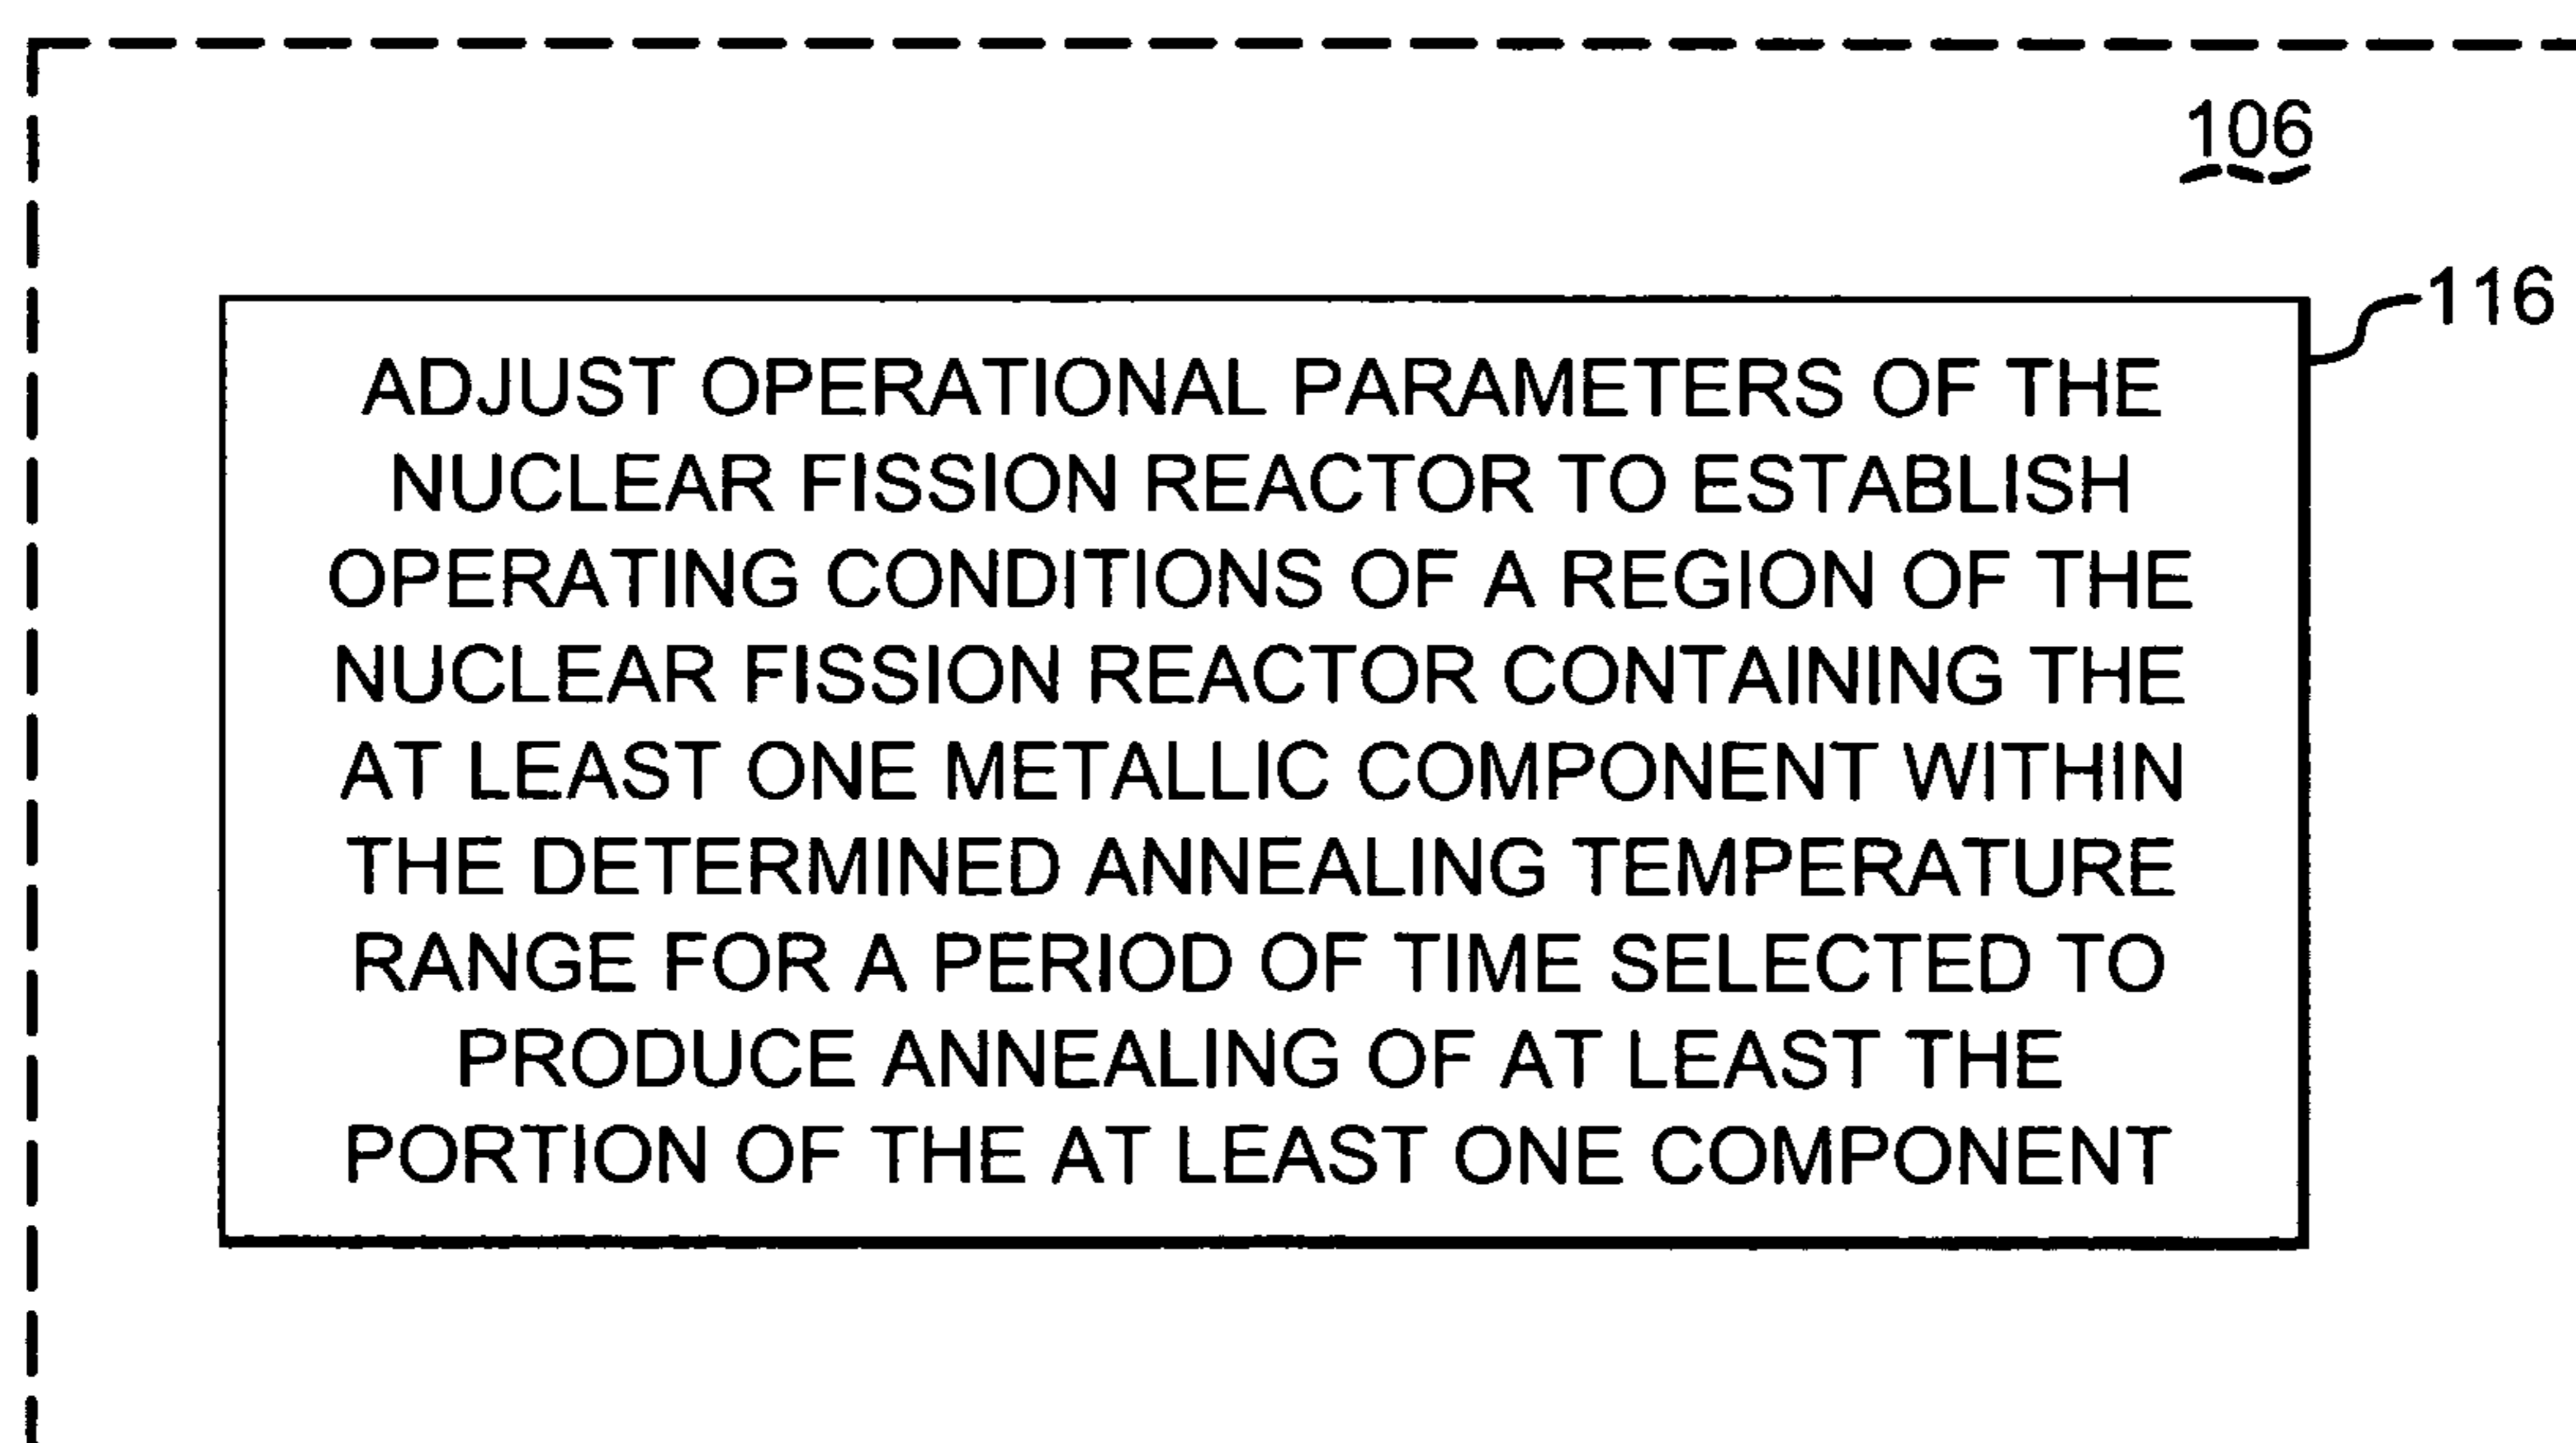 106
116
ADJUST OPERATIONAL PARAMETERS OF THE
NUCLEAR FISSION REACTOR TO ESTABLISH
OPERATING CONDITIONS OF A REGION OF THE
NUCLEAR FISSION REACTOR CONTAINING THE
AT LEAST ONE METALLIC COMPONENT WITHIN
THE DETERMINED ANNEALING TEMPERATURE
RANGE FOR A PERIOD OF TIME SELECTED TO
PRODUCE ANNEALING OF AT LEAST THE
PORTION OF THE AT LEAST ONE COMPONENT